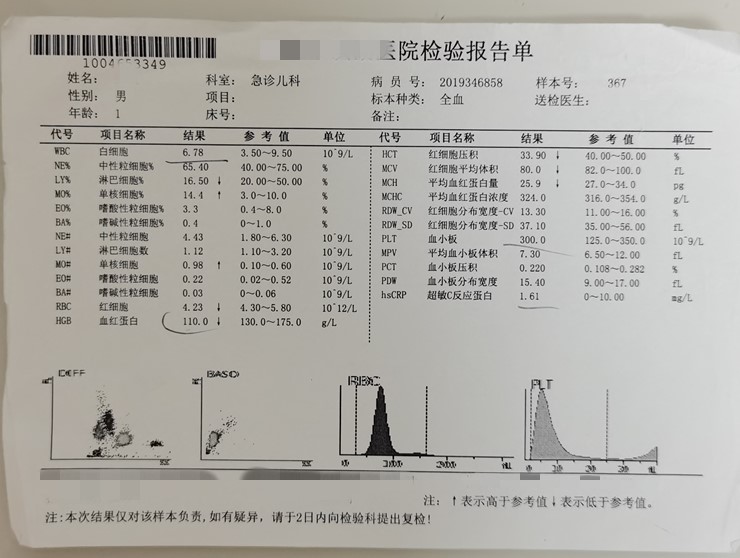 医院检验报告单
姓名: 科室: 急诊儿科 病员号: 2019346858 样本号: 367
性别: 男 项目: 标本种类: 全血 送检医生:
年龄: 1 床号: 备注:
代号 项目名称 结果 参考值 单位 代号 项目名称 结果 参考值 单位
WBC 白细胞 6.78 3.50~9.50 10^9/L HCT 红细胞压积 33.90 ↓ 40.00~50.00 %
NE% 中性粒细胞% 65.40 40.00~75.00 % MCV 红细胞平均体积 80.0 ↓ 82.0~100.0 fL
LY% 淋巴细胞% 16.50 ↓ 20.00~50.00 % MCH 平均血红蛋白量 25.9 ↓ 27.0~34.0 pg
MO% 单核细胞% 14.4 ↑ 3.0~10.0 % MCHC 平均血红蛋白浓度 324.0 316.0~354.0 g/L
EO% 嗜酸性粒细胞% 3.3 0.4~8.0 % RDW_CV 红细胞分布宽度-CV 13.30 11.00~16.00 %
BA% 嗜碱性粒细胞% 0.4 0~1.0 % RDW_SD 红细胞分布宽度-SD 37.10 35.00~56.00 fL
NE# 中性粒细胞 4.43 1.80~6.30 10^9/L PLT 血小板 300.0 125.0~350.0 10^9/L
LY# 淋巴细胞数 1.12 1.10~3.20 10^9/L MPV 平均血小板体积 7.30 6.50~12.00 fL
MO# 单核细胞 0.98 ↑ 0.10~0.60 10^9/L PCT 血小板压积 0.220 0.108~0.282 %
EO# 嗜酸性粒细胞 0.22 0.02~0.52 10^9/L PDW 血小板分布宽度 15.40 9.00~17.00 fL
BA# 嗜碱性粒细胞 0.03 0~0.06 10^9/L hsCRP 超敏C反应蛋白 1.61 0~10.00 mg/L
RBC 红细胞 4.23 ↓ 4.30~5.80 10^12/L
HGB 血红蛋白 110.0 ↓ 130.0~175.0 g/L
DIFF BASO RBC PLT
注: ↑表示高于参考值↓表示低于参考值。
注:本次结果仅对该样本负责,如有疑异, 请于2日内向检验科提出复检!